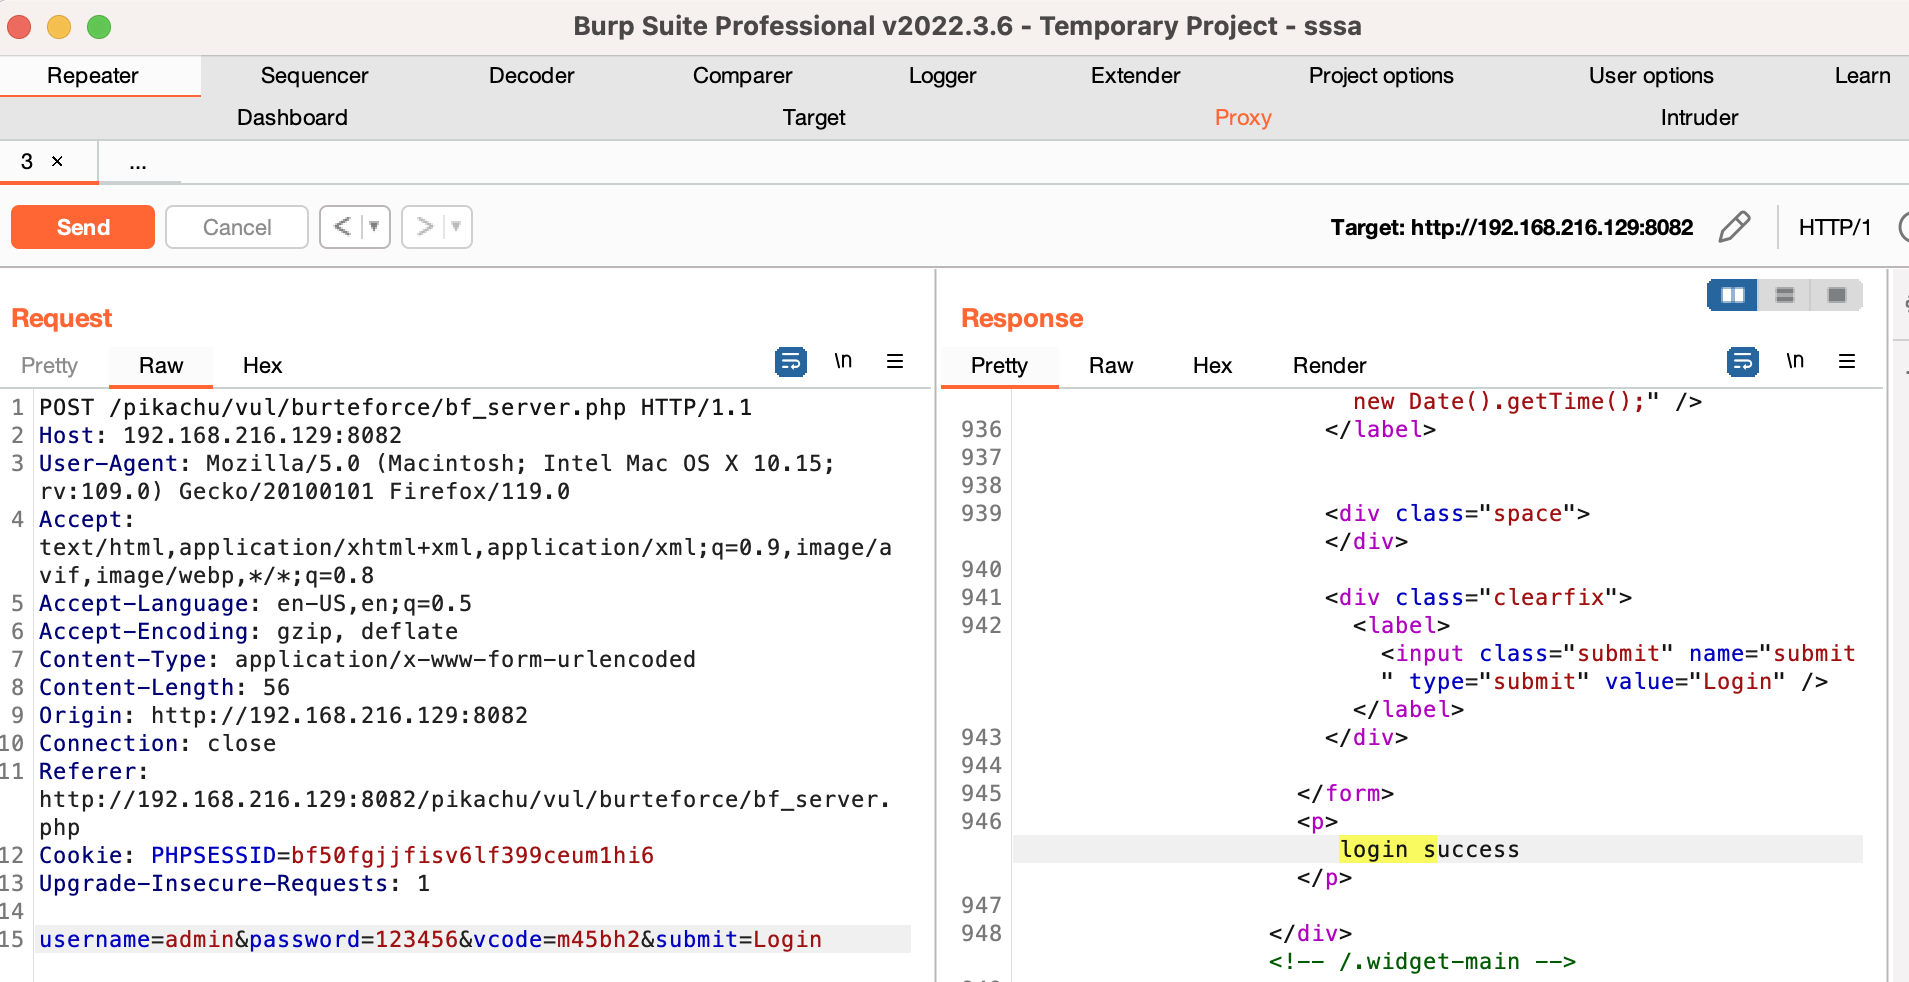 Burp Suite Professional v2022.3.6 - Temporary Project - sssa
Repeater Sequencer Decoder Comparer Logger Extender Project options User options Learn
Dashboard Target Proxy Intruder
3 × ...
Send Cancel < > Target: http://192.168.216.129:8082 HTTP/1
Request
Pretty Raw Hex \n
1 POST /pikachu/vul/burteforce/bf_server.php HTTP/1.1
2 Host: 192.168.216.129:8082
3 User-Agent: Mozilla/5.0 (Macintosh; Intel Mac OS X 10.15;
rv:109.0) Gecko/20100101 Firefox/119.0
4 Accept:
text/html,application/xhtml+xml,application/xml;q=0.9,image/a
vif,image/webp,*/*;q=0.8
5 Accept-Language: en-US,en;q=0.5
6 Accept-Encoding: gzip, deflate
7 Content-Type: application/x-www-form-urlencoded
8 Content-Length: 56
9 Origin: http://192.168.216.129:8082
10 Connection: close
11 Referer:
http://192.168.216.129:8082/pikachu/vul/burteforce/bf_server.
php
12 Cookie: PHPSESSID=bf50fgjjfisv6lf399ceum1hi6
13 Upgrade-Insecure-Requests: 1
14
15 username=admin&password=123456&vcode=m45bh2&submit=Login
Response
Pretty Raw Hex Render \n
new Date().getTime();" />
936 </label>
937
938
939 <div class="space">
</div>
940
941 <div class="clearfix">
942 <label>
<input class="submit" name="submit
" type="submit" value="Login" />
</label>
943 </div>
944
945 </form>
946 <p>
login success
</p>
947
948 </div>
<!-- /.widget-main -->